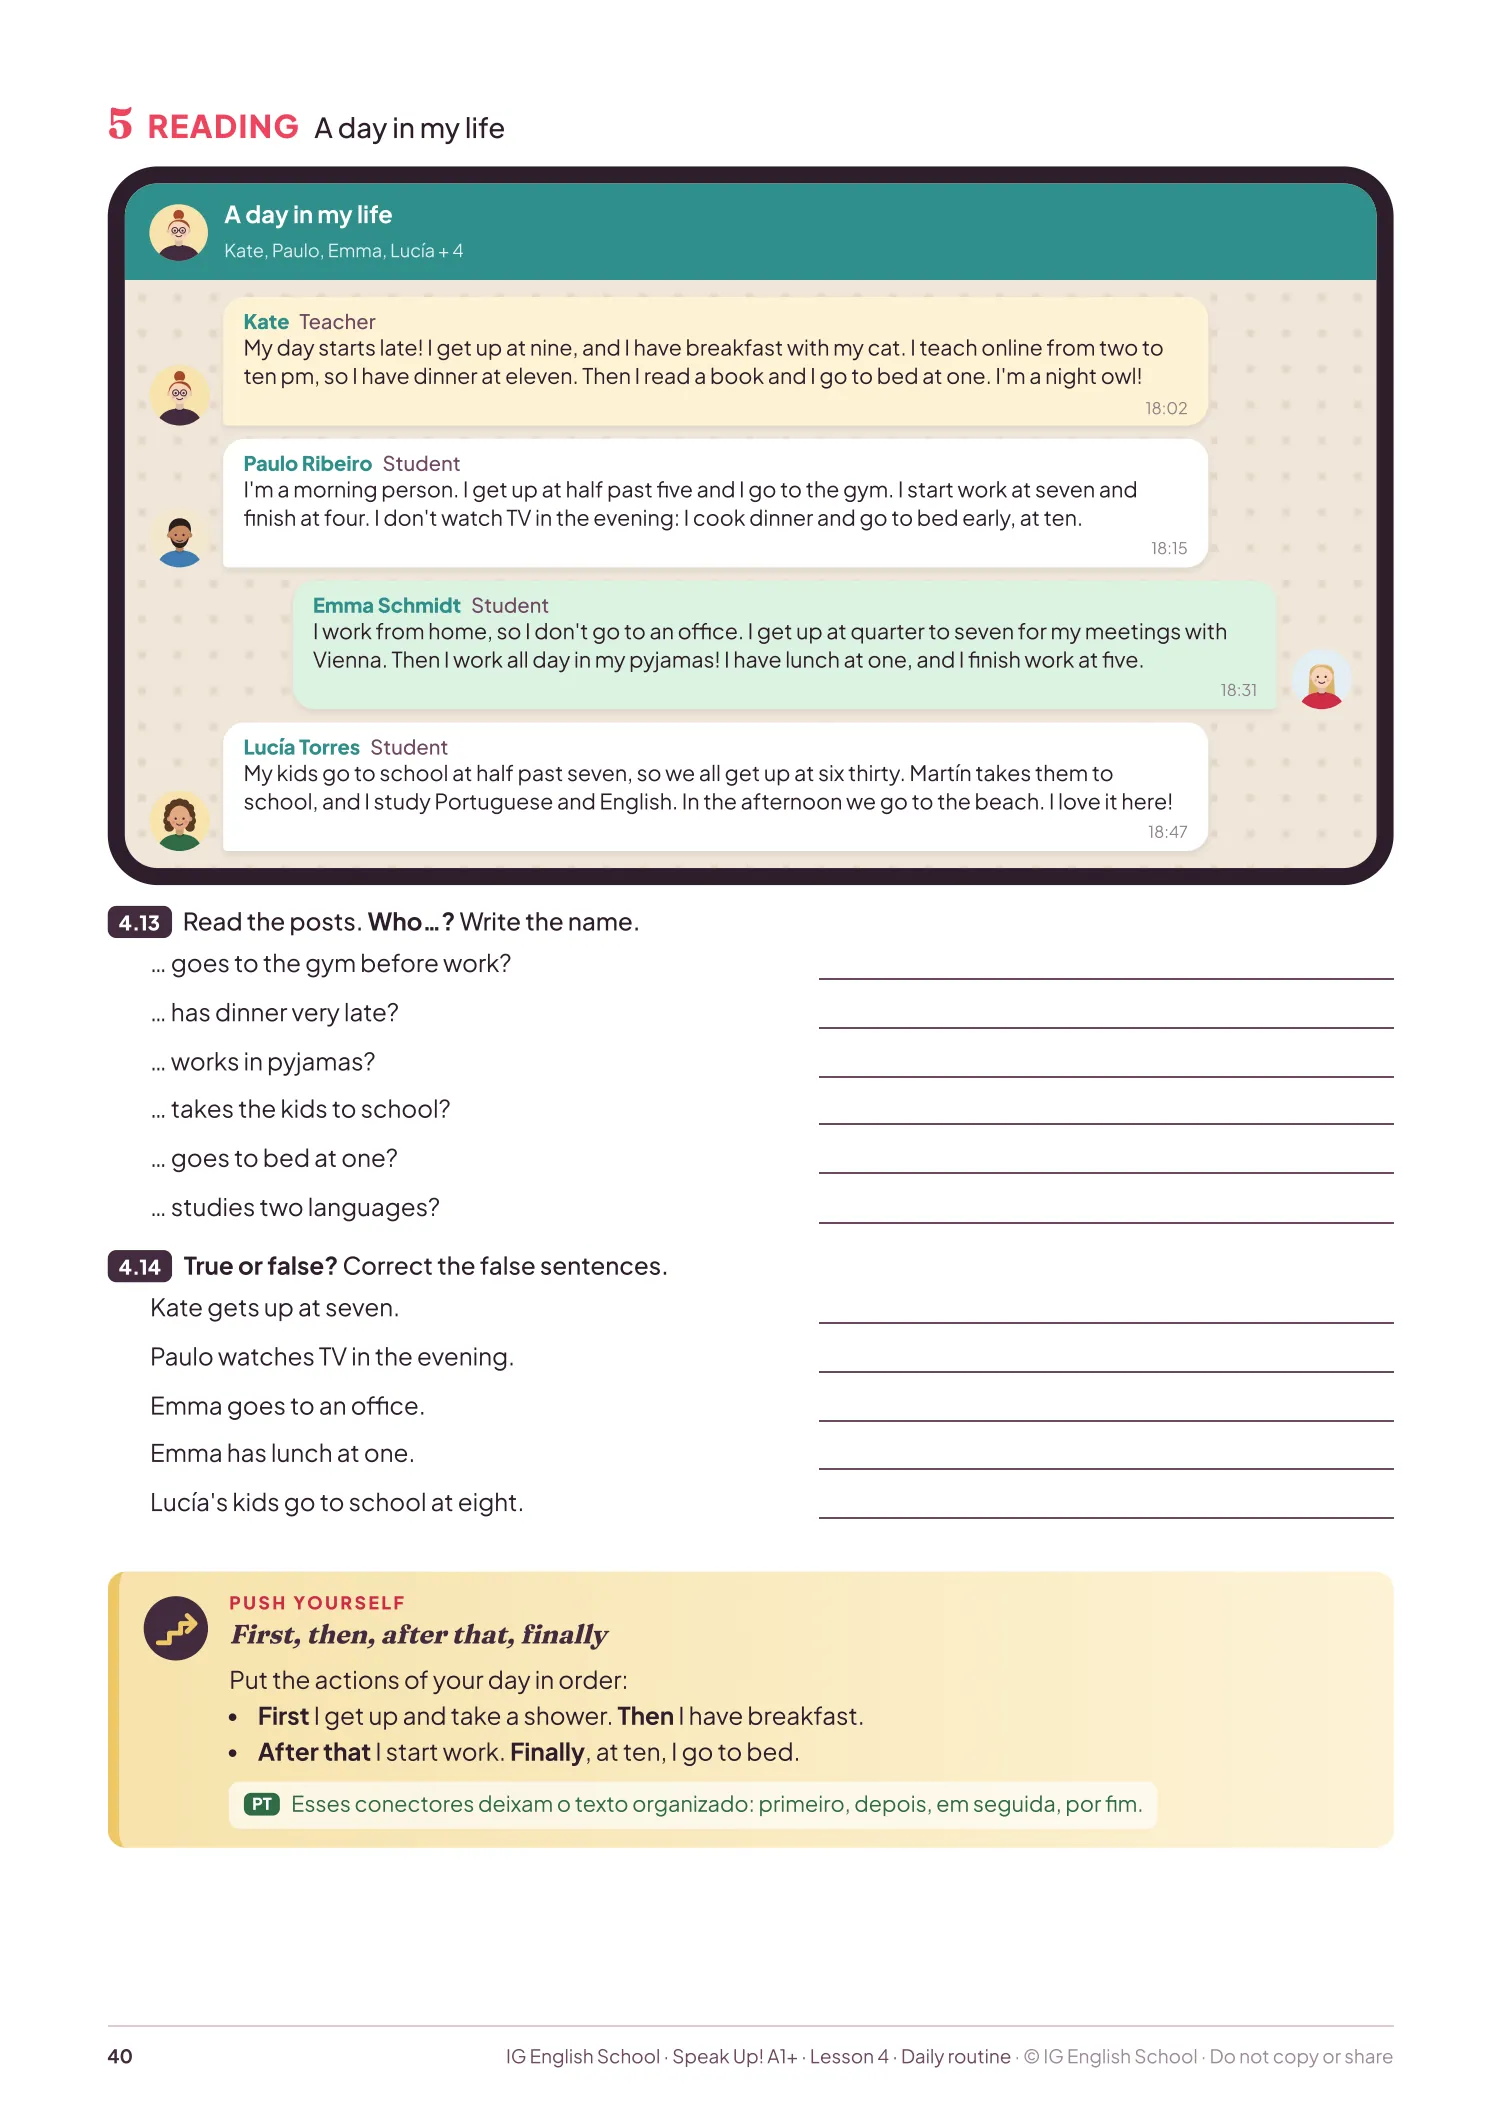 5 READING A day in my life
A day in my life
Kate, Paulo, Emma, Lucía + 4
Kate Teacher
My day starts late! I get up at nine, and I have breakfast with my cat. I teach online from two to
ten pm, so I have dinner at eleven. Then I read a book and I go to bed at one. I'm a night owl!
18:02
Paulo Ribeiro Student
I'm a morning person. I get up at half past five and I go to the gym. I start work at seven and
finish at four. I don't watch TV in the evening: I cook dinner and go to bed early, at ten.
18:15
Emma Schmidt Student
I work from home, so I don't go to an office. I get up at quarter to seven for my meetings with
Vienna. Then I work all day in my pyjamas! I have lunch at one, and I finish work at five.
18:31
Lucía Torres Student
My kids go to school at half past seven, so we all get up at six thirty. Martín takes them to
school, and I study Portuguese and English. In the afternoon we go to the beach. I love it here!
18:47
4.13 Read the posts. Who...? Write the name.
... goes to the gym before work?
... has dinner very late?
... works in pyjamas?
... takes the kids to school?
... goes to bed at one?
... studies two languages?
4.14 True or false? Correct the false sentences.
Kate gets up at seven.
Paulo watches TV in the evening.
Emma goes to an office.
Emma has lunch at one.
Lucía's kids go to school at eight.
PUSH YOURSELF
First, then, after that, finally
Put the actions of your day in order:
• First I get up and take a shower. Then I have breakfast.
• After that I start work. Finally, at ten, I go to bed.
PT Esses conectores deixam o texto organizado: primeiro, depois, em seguida, por fim.
40 IG English School · Speak Up! A1+ · Lesson 4 · Daily routine · © IG English School · Do not copy or share